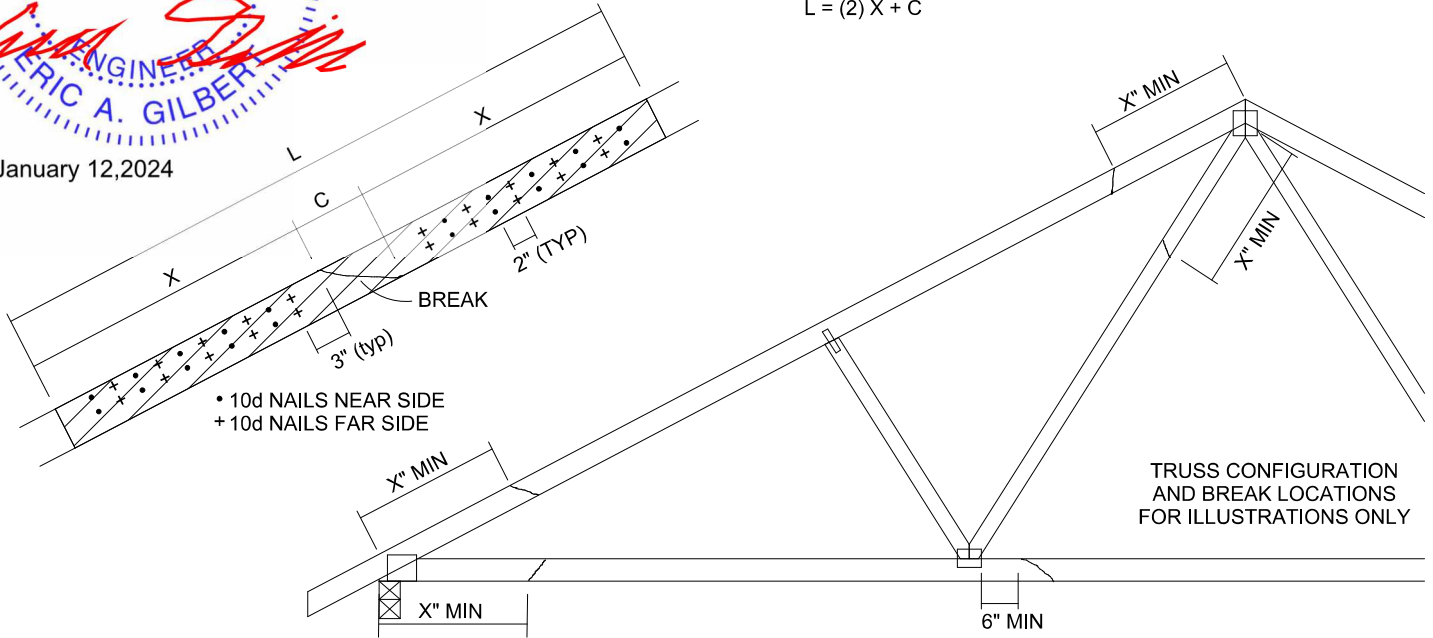 L = (2) X + C
ENGINEER
ERIC A. GILBERT
January 12,2024
L
X
C
X
BREAK
2" (TYP)
3" (typ)
• 10d NAILS NEAR SIDE
+ 10d NAILS FAR SIDE
X" MIN
X" MIN
X" MIN
X" MIN
6" MIN
TRUSS CONFIGURATION
AND BREAK LOCATIONS
FOR ILLUSTRATIONS ONLY